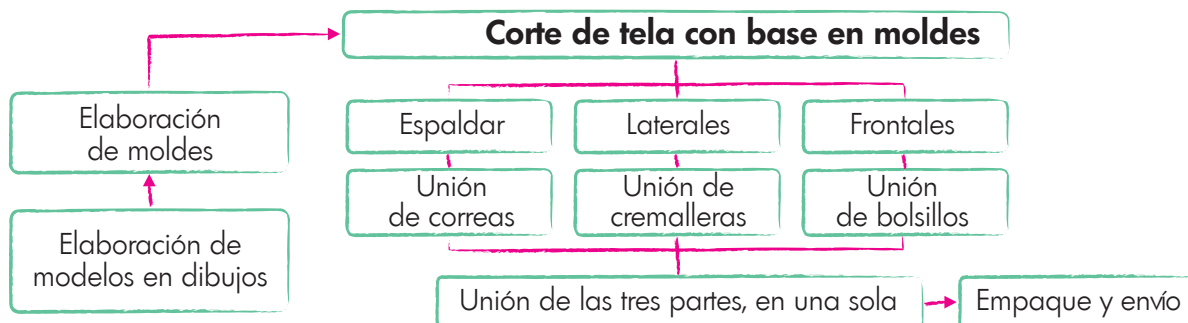 Corte de tela con base en moldes
Elaboración
de moldes
Elaboración de
modelos en dibujos
Espaldar
Laterales
Frontales
Unión
de correas
Unión de
cremalleras
Unión
de bolsillos
Unión de las tres partes, en una sola
Empaque y envío